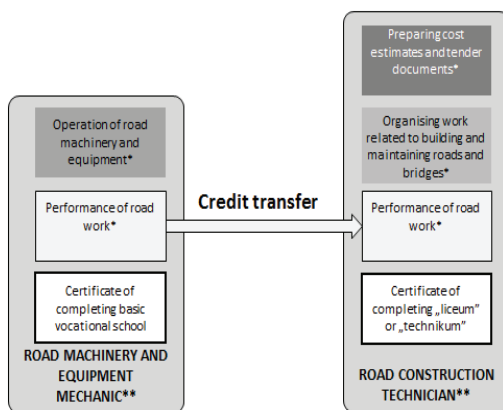 Operation of road
machinery and
equipment*
Performance of road
work*
Certificate of
completing basic
vocational school
ROAD MACHINERY AND
EQUIPMENT
MECHANIC**
Credit transfer
Preparing cost
estimates and tender
documents*
Organising work
related to building and
maintaining roads and
bridges*
Performance of road
work*
Certificate of
completing „liceum”
or „technikum”
ROAD CONSTRUCTION
TECHNICIAN**